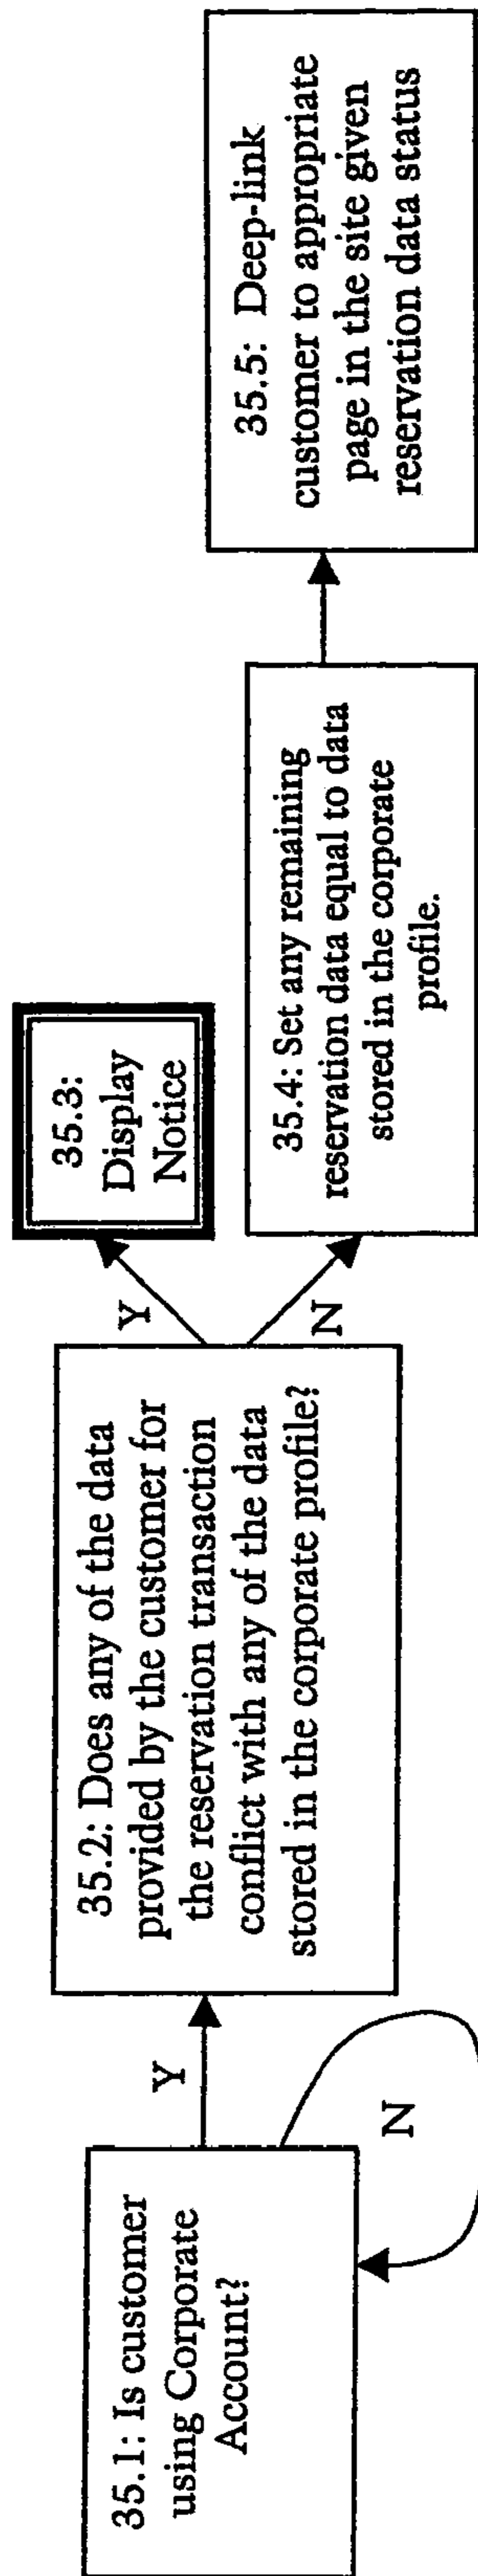 35.1: Is customer
using Corporate
Account?
Y
N
35.2: Does any of the data
provided by the customer for
the reservation transaction
conflict with any of the data
stored in the corporate profile?
Y
N
35.3:
Display
Notice
35.4: Set any remaining
reservation data equal to data
stored in the corporate
profile.
35.5: Deep-link
customer to appropriate
page in the site given
reservation data status